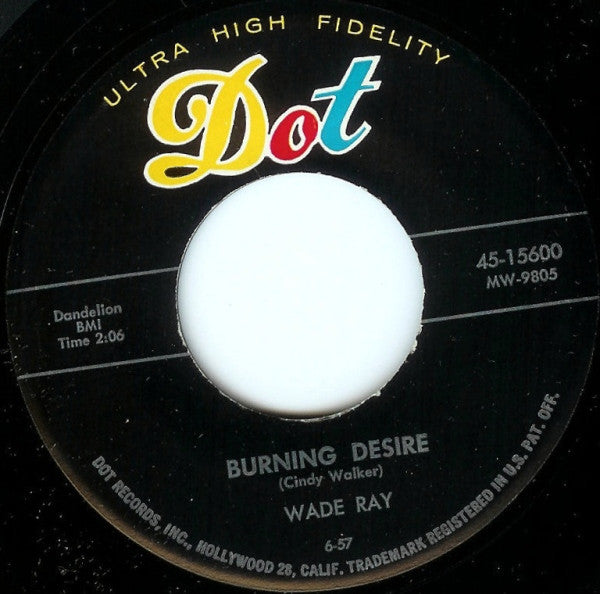 ULTRA HIGH FIDELITY
Dot
45-15600
MW-9805
Dandelion
BMI
Time 2:06
BURNING DESIRE
(Cindy Walker)
WADE RAY
6-57
DOT RECORDS, INC., HOLLYWOOD 28, CALIF. TRADEMARK REGISTERED IN U.S. PAT. OFF.